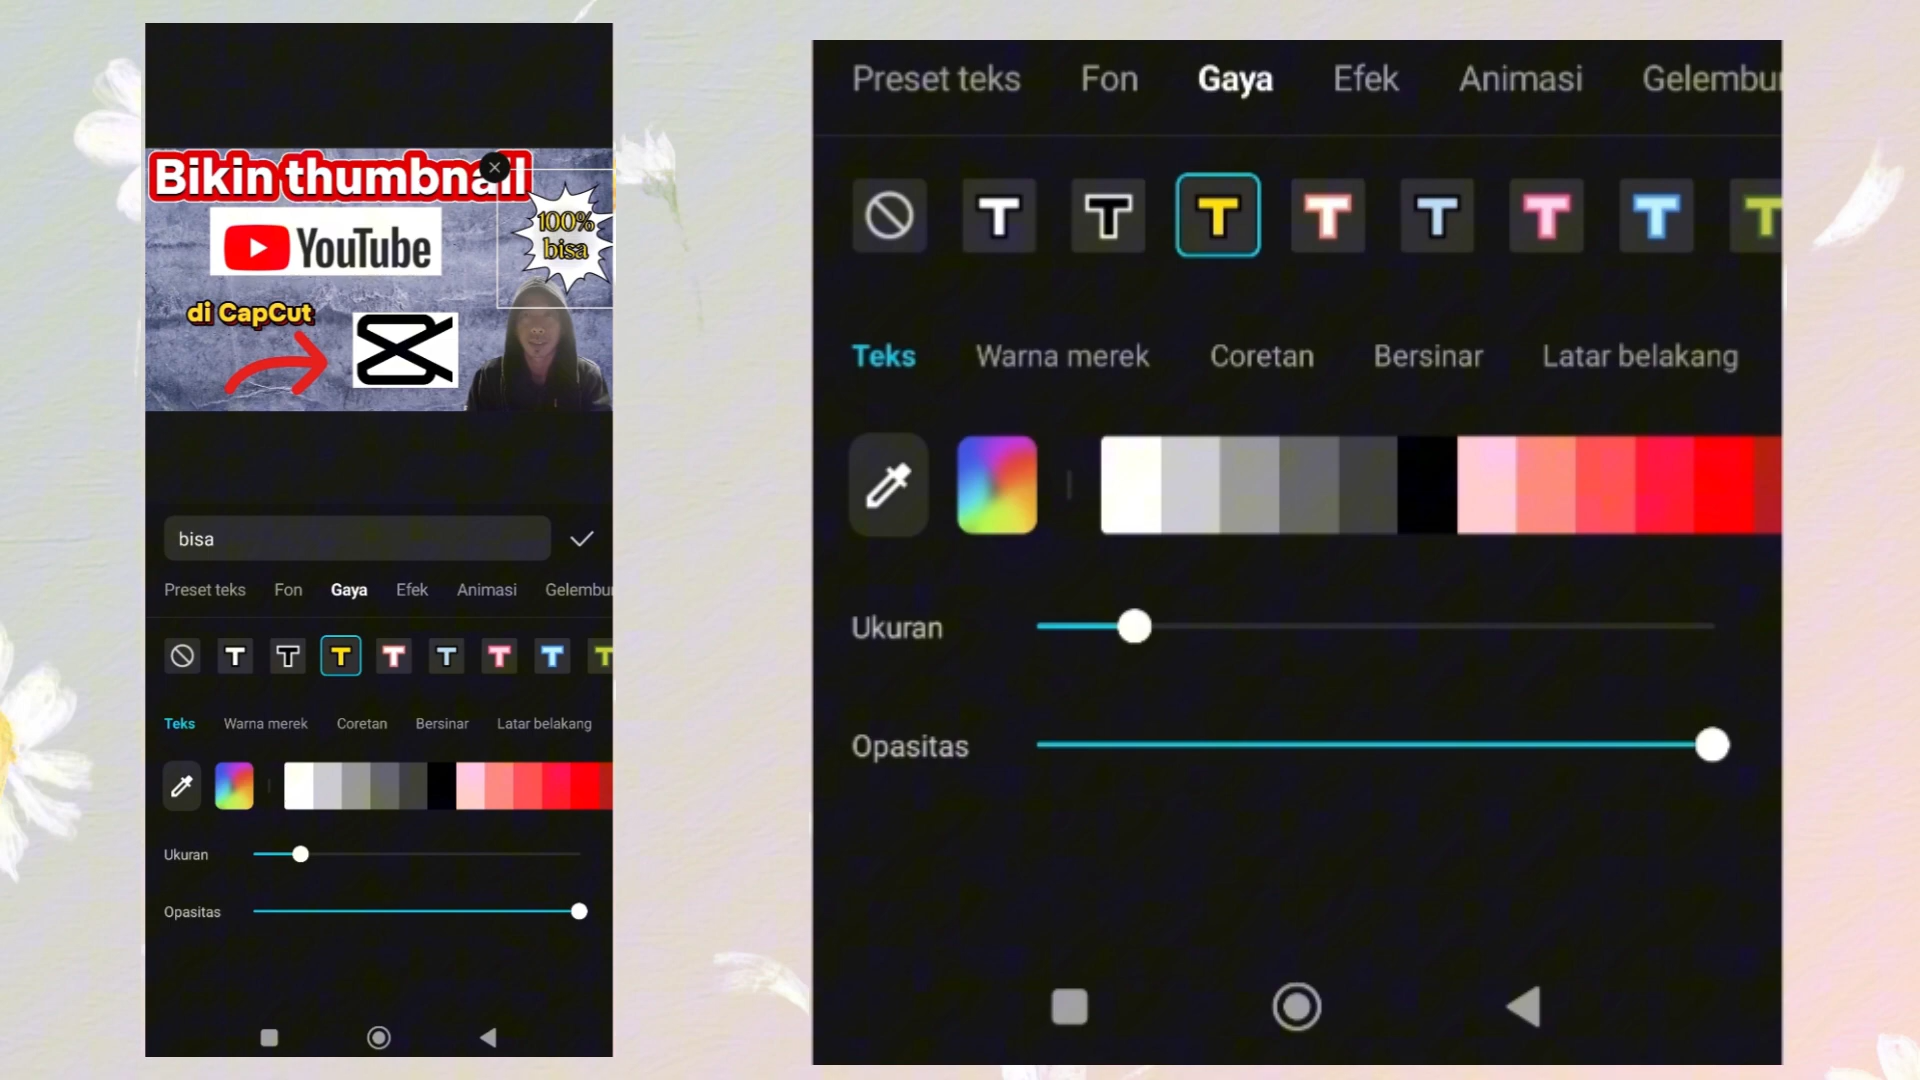 Bikin thumbnail
YouTube
100%
bisa
di CapCut
bisa
Preset teks Fon Gaya Efek Animasi
T T T T T T T T
Teks Warna merek Coretan Bersinar Latar belakang
Ukuran
Opasitas
Preset teks Fon Gaya Efek Animasi
T T T T T T T T
Teks Warna merek Coretan Bersinar Latar belakang
Ukuran
Opasitas